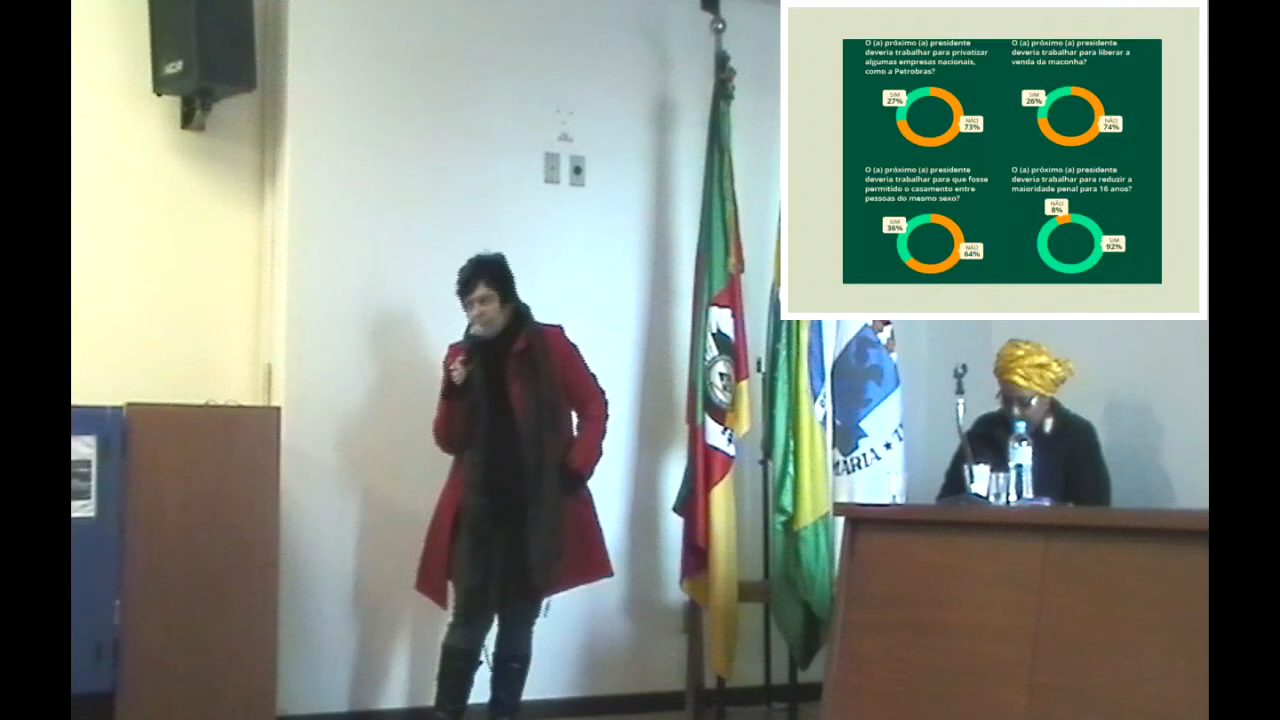 O (a) próximo (a) presidente
deveria trabalhar para privatizar
algumas empresas nacionais,
como a Petrobras?
SIM
27%
NÃO
73%
O (a) próximo (a) presidente
deveria trabalhar para liberar a
venda da maconha?
SIM
26%
NÃO
74%
O (a) próximo (a) presidente
deveria trabalhar para que fosse
permitido o casamento entre
pessoas do mesmo sexo?
SIM
36%
NÃO
64%
O (a) próximo (a) presidente
deveria trabalhar para reduzir a
maioridade penal para 16 anos?
NÃO
8%
SIM
92%
MARIA ★